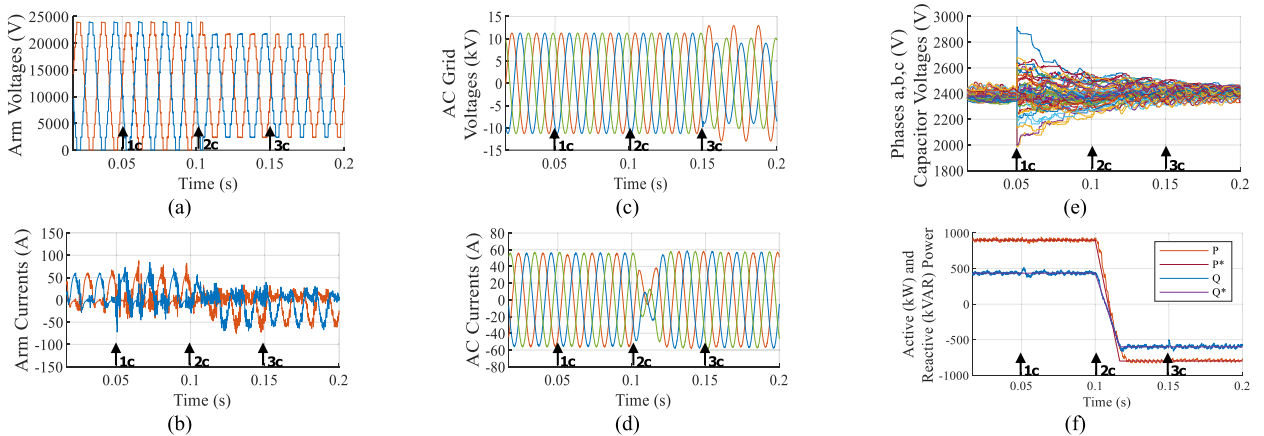 Arm Voltages (V)
25000
20000
15000
10000
5000
0
1c
2c
3c
0.05
0.1
0.15
0.2
Time (s)
(a)
AC Grid
Voltages (kV)
15
10
5
0
-5
-10
-15
1c
2c
3c
0.05
0.1
0.15
0.2
Time (s)
(c)
Phases a,b,c
Capacitor Voltages (V)
3000
2800
2600
2400
2200
2000
1800
1c
2c
3c
0.05
0.1
0.15
0.2
Time (s)
(e)
Arm Currents (A)
150
100
50
0
-50
-100
-150
1c
2c
3c
0.05
0.1
0.15
0.2
Time (s)
(b)
AC Currents (A)
80
60
40
20
0
-20
-40
-60
-80
1c
2c
3c
0.05
0.1
0.15
0.2
Time (s)
(d)
Active (kW) and
Reactive (kVAR) Power
1000
500
0
-500
-1000
P
P*
Q
Q*
1c
2c
3c
0.05
0.1
0.15
0.2
Time (s)
(f)